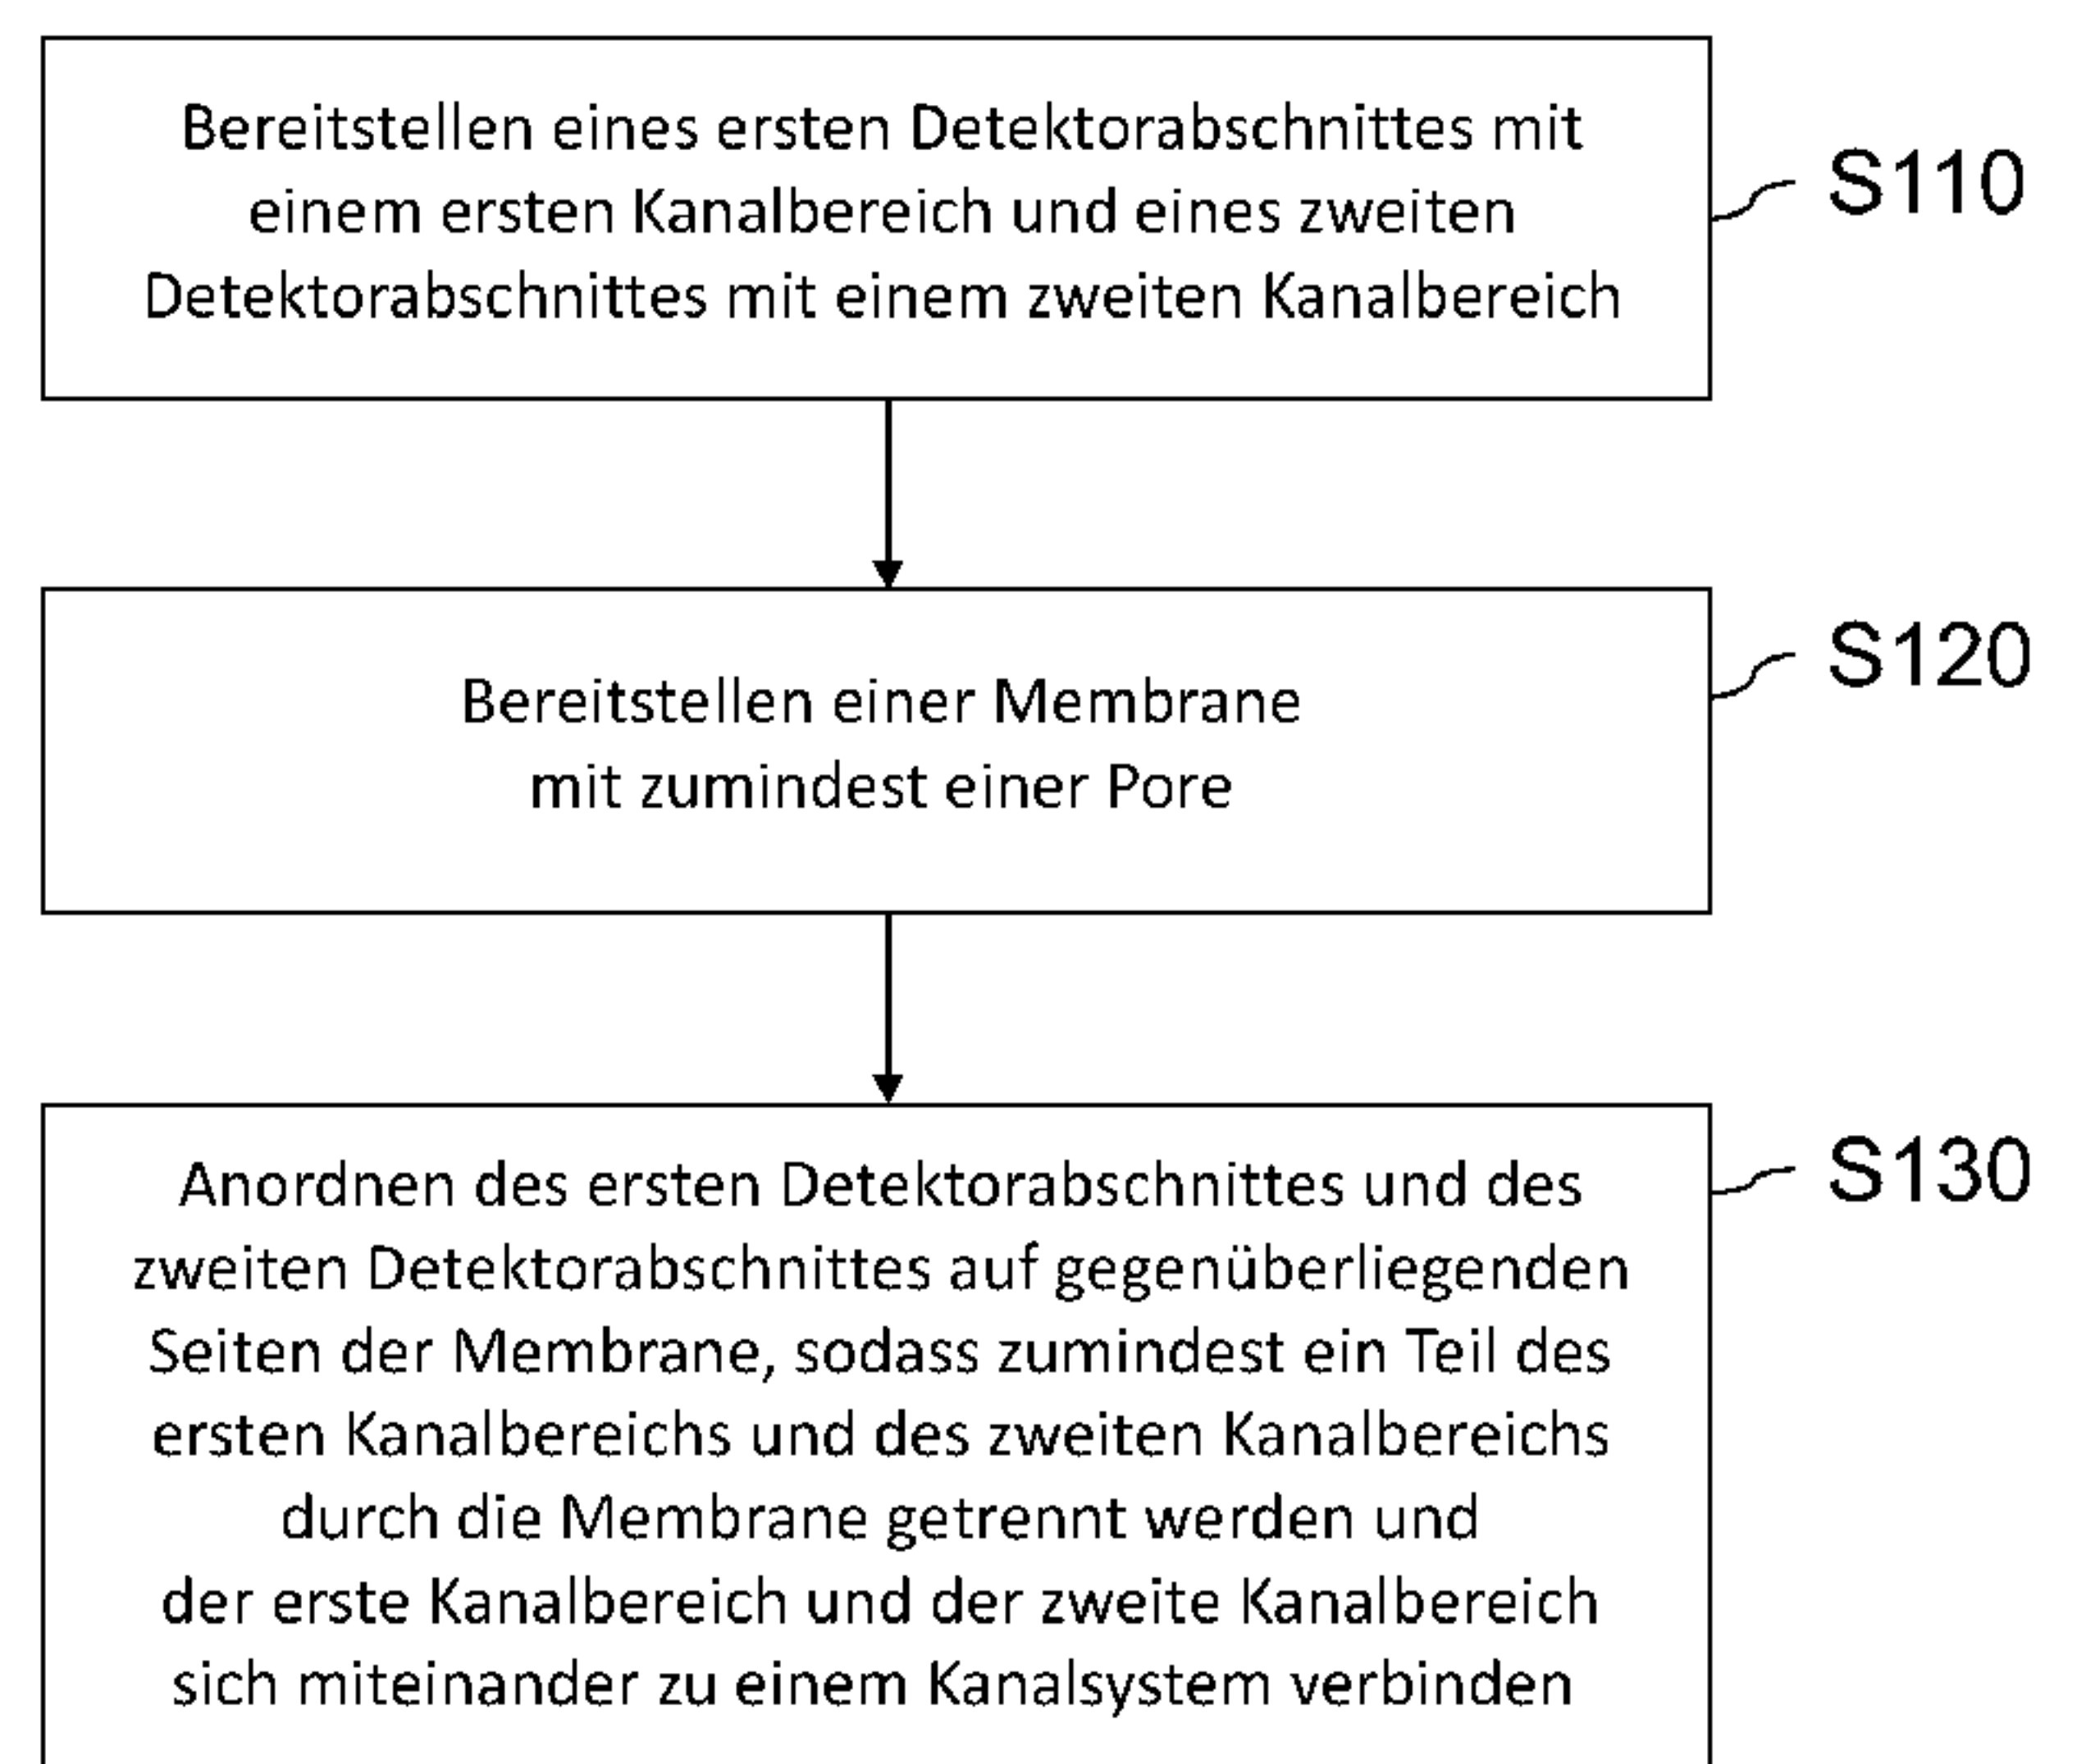 Bereitstellen eines ersten Detektorabschnittes mit
einem ersten Kanalbereich und eines zweiten
Detektorabschnittes mit einem zweiten Kanalbereich
S110
Bereitstellen einer Membrane
mit zumindest einer Pore
S120
Anordnen des ersten Detektorabschnittes und des
zweiten Detektorabschnittes auf gegenüberliegenden
Seiten der Membrane, sodass zumindest ein Teil des
ersten Kanalbereichs und des zweiten Kanalbereichs
durch die Membrane getrennt werden und
der erste Kanalbereich und der zweite Kanalbereich
sich miteinander zu einem Kanalsystem verbinden
S130